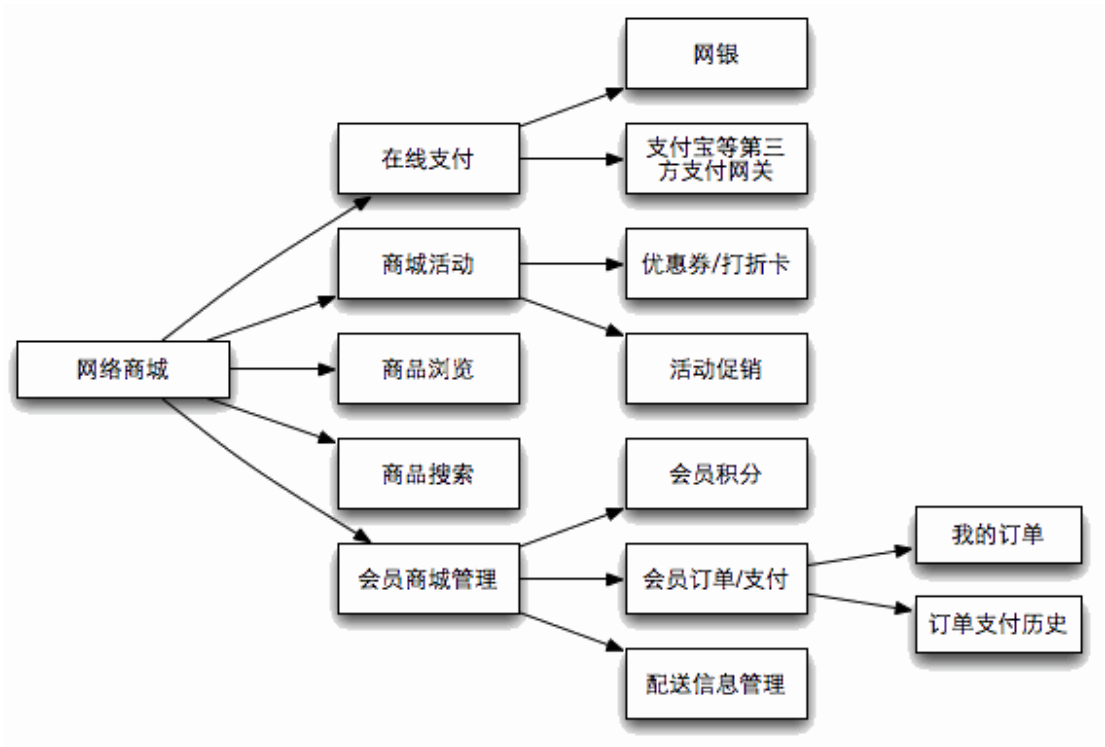 网银
在线支付
支付宝等第三
方支付网关
商城活动
优惠券/打折卡
网络商城
商品浏览
活动促销
商品搜索
会员积分
我的订单
会员商城管理
会员订单/支付
订单支付历史
配送信息管理